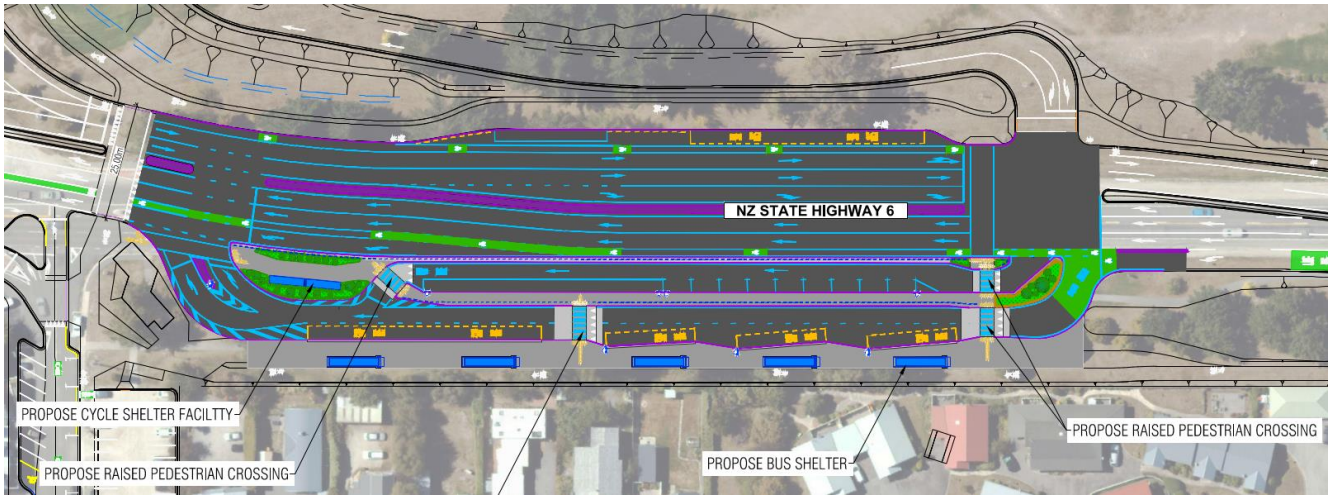 25.00m
NZ STATE HIGHWAY 6
PROPOSE CYCLE SHELTER FACILTTY
PROPOSE RAISED PEDESTRIAN CROSSING
PROPOSE BUS SHELTER
PROPOSE RAISED PEDESTRIAN CROSSING